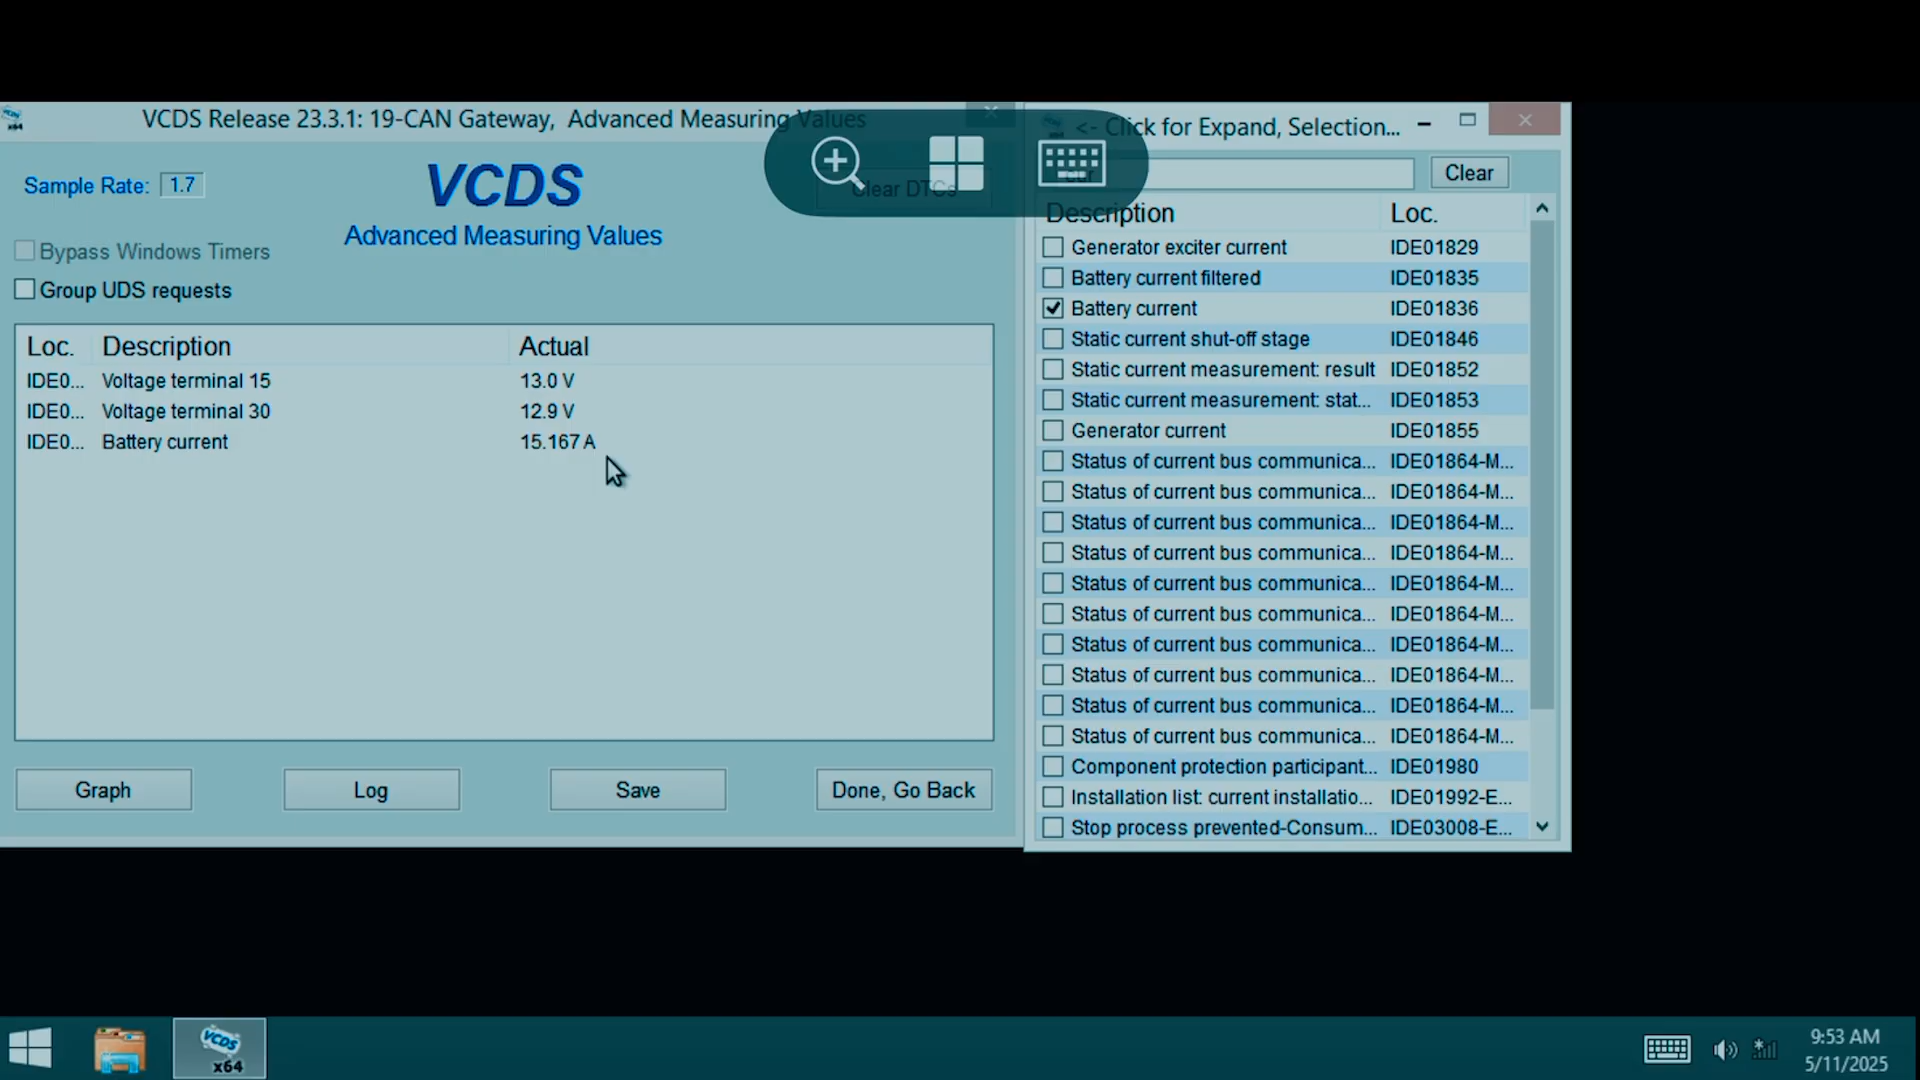 VCDS Release 23.3.1: 19-CAN Gateway, Advanced Measuring Values
Sample Rate: 1.7
VCDS
Advanced Measuring Values
Clear DTCs
Bypass Windows Timers
Group UDS requests
Loc. Description Actual
IDE0... Voltage terminal 15 13.0 V
IDE0... Voltage terminal 30 12.9 V
IDE0... Battery current 15.167 A
Graph Log Save Done, Go Back
<- Click for Expand, Selection...
Clear
Description Loc.
Generator exciter current IDE01829
Battery current filtered IDE01835
Battery current IDE01836
Static current shut-off stage IDE01846
Static current measurement: result IDE01852
Static current measurement: stat... IDE01853
Generator current IDE01855
Status of current bus communica... IDE01864-M...
Status of current bus communica... IDE01864-M...
Status of current bus communica... IDE01864-M...
Status of current bus communica... IDE01864-M...
Status of current bus communica... IDE01864-M...
Status of current bus communica... IDE01864-M...
Status of current bus communica... IDE01864-M...
Status of current bus communica... IDE01864-M...
Status of current bus communica... IDE01864-M...
Status of current bus communica... IDE01864-M...
Component protection participant... IDE01980
Installation list: current installatio... IDE01992-E...
Stop process prevented-Consum... IDE03008-E...
VCDS
x64
9:53 AM
5/11/2025